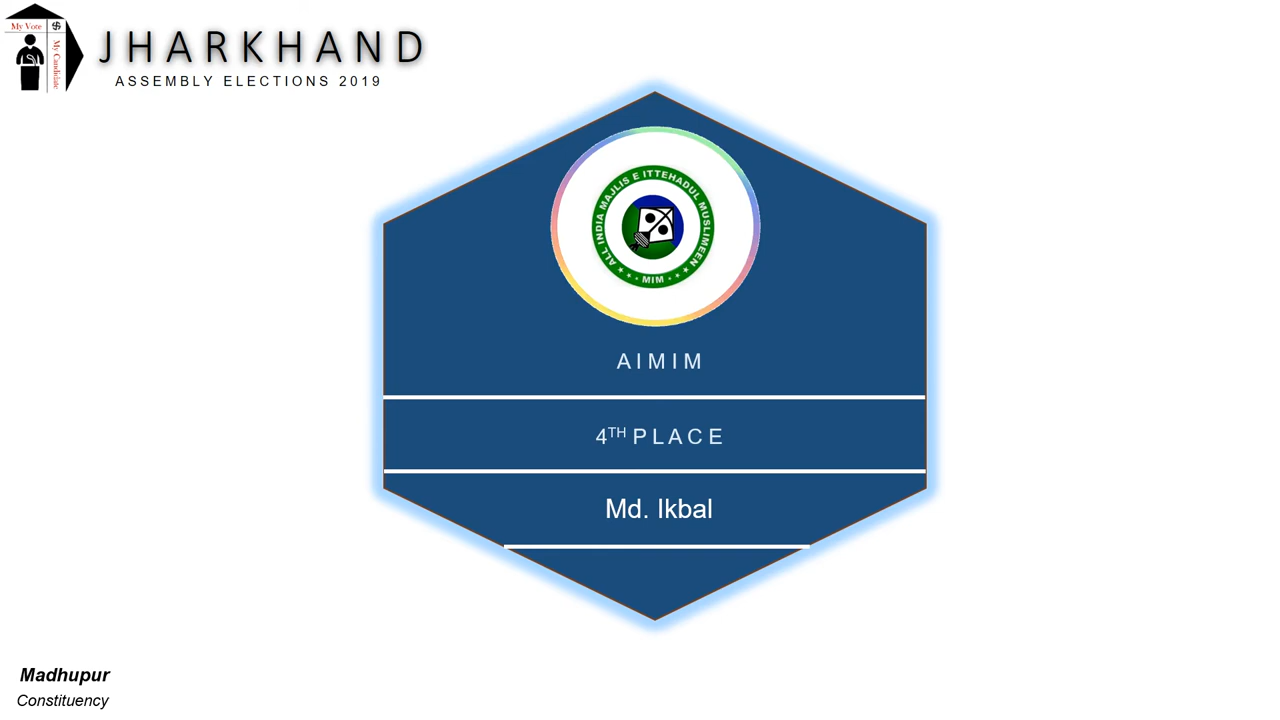 My Vote
My Candidate
JHARKHAND
ASSEMBLY ELECTIONS 2019
ALL INDIA MAJLIS E ITTEHADUL MUSLIMEEN
MIM
AIMIM
4TH PLACE
Md. Ikbal
Madhupur
Constituency